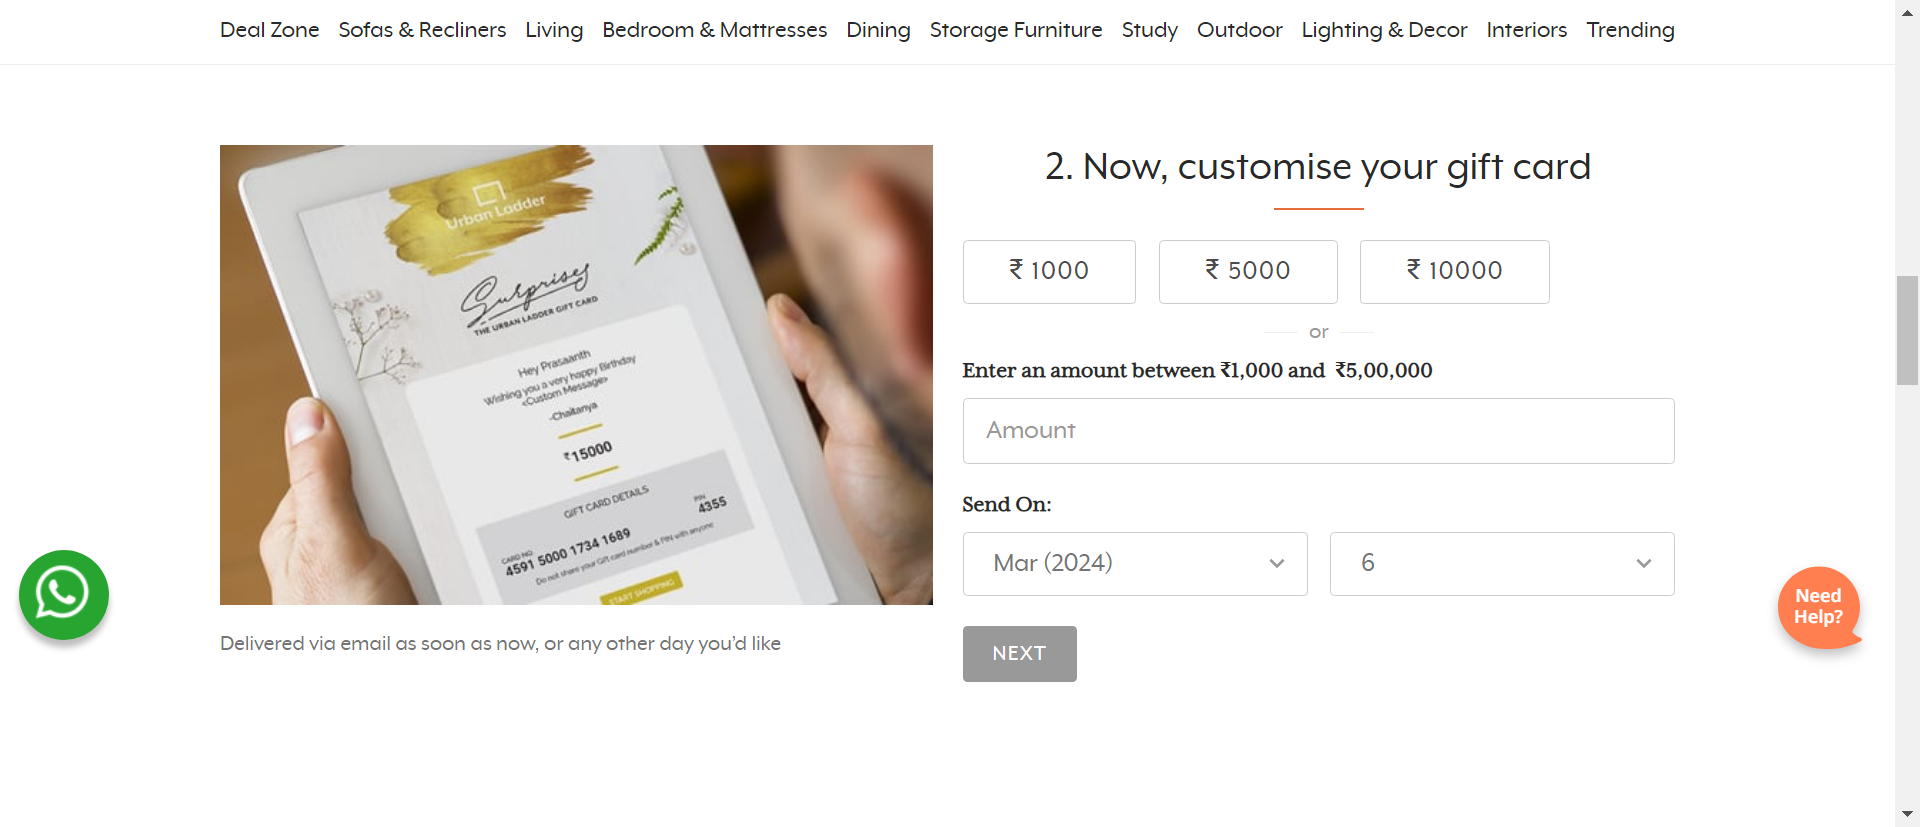 Deal Zone Sofas & Recliners Living Bedroom & Mattresses Dining Storage Furniture Study Outdoor Lighting & Decor Interiors Trending
Urban Ladder
Surprises
THE URBAN LADDER GIFT CARD
Hey Prasaanth
Wishing you a very happy Birthday
<Custom Message>
-Chaitanya
₹15000
GIFT CARD DETAILS
CARD NO. PIN
4591 5000 1734 1689 4355
Do not share your Gift card number & PIN with anyone
START SHOPPING
Delivered via email as soon as now, or any other day you’d like
2. Now, customise your gift card
₹ 1000 ₹ 5000 ₹ 10000
or
Enter an amount between ₹1,000 and ₹5,00,000
Amount
Send On:
Mar (2024) 6
NEXT
Need
Help?